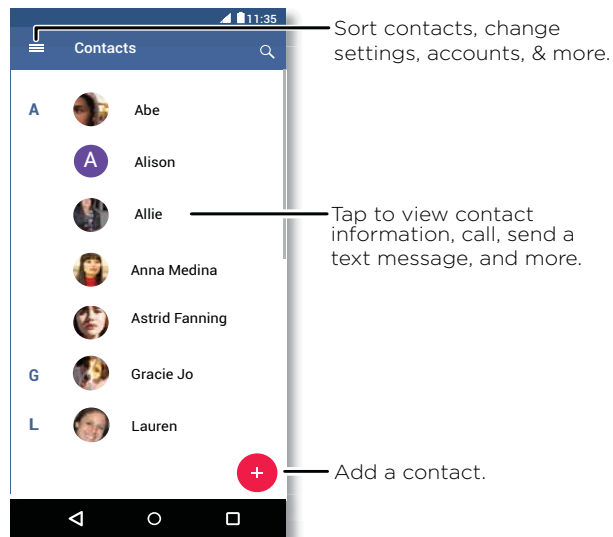 11:35
Contacts
Sort contacts, change
settings, accounts, & more.
A
Abe
A
Alison
Allie
Tap to view contact
information, call, send a
text message, and more.
Anna Medina
Astrid Fanning
G
Gracie Jo
L
Lauren
+
Add a contact.